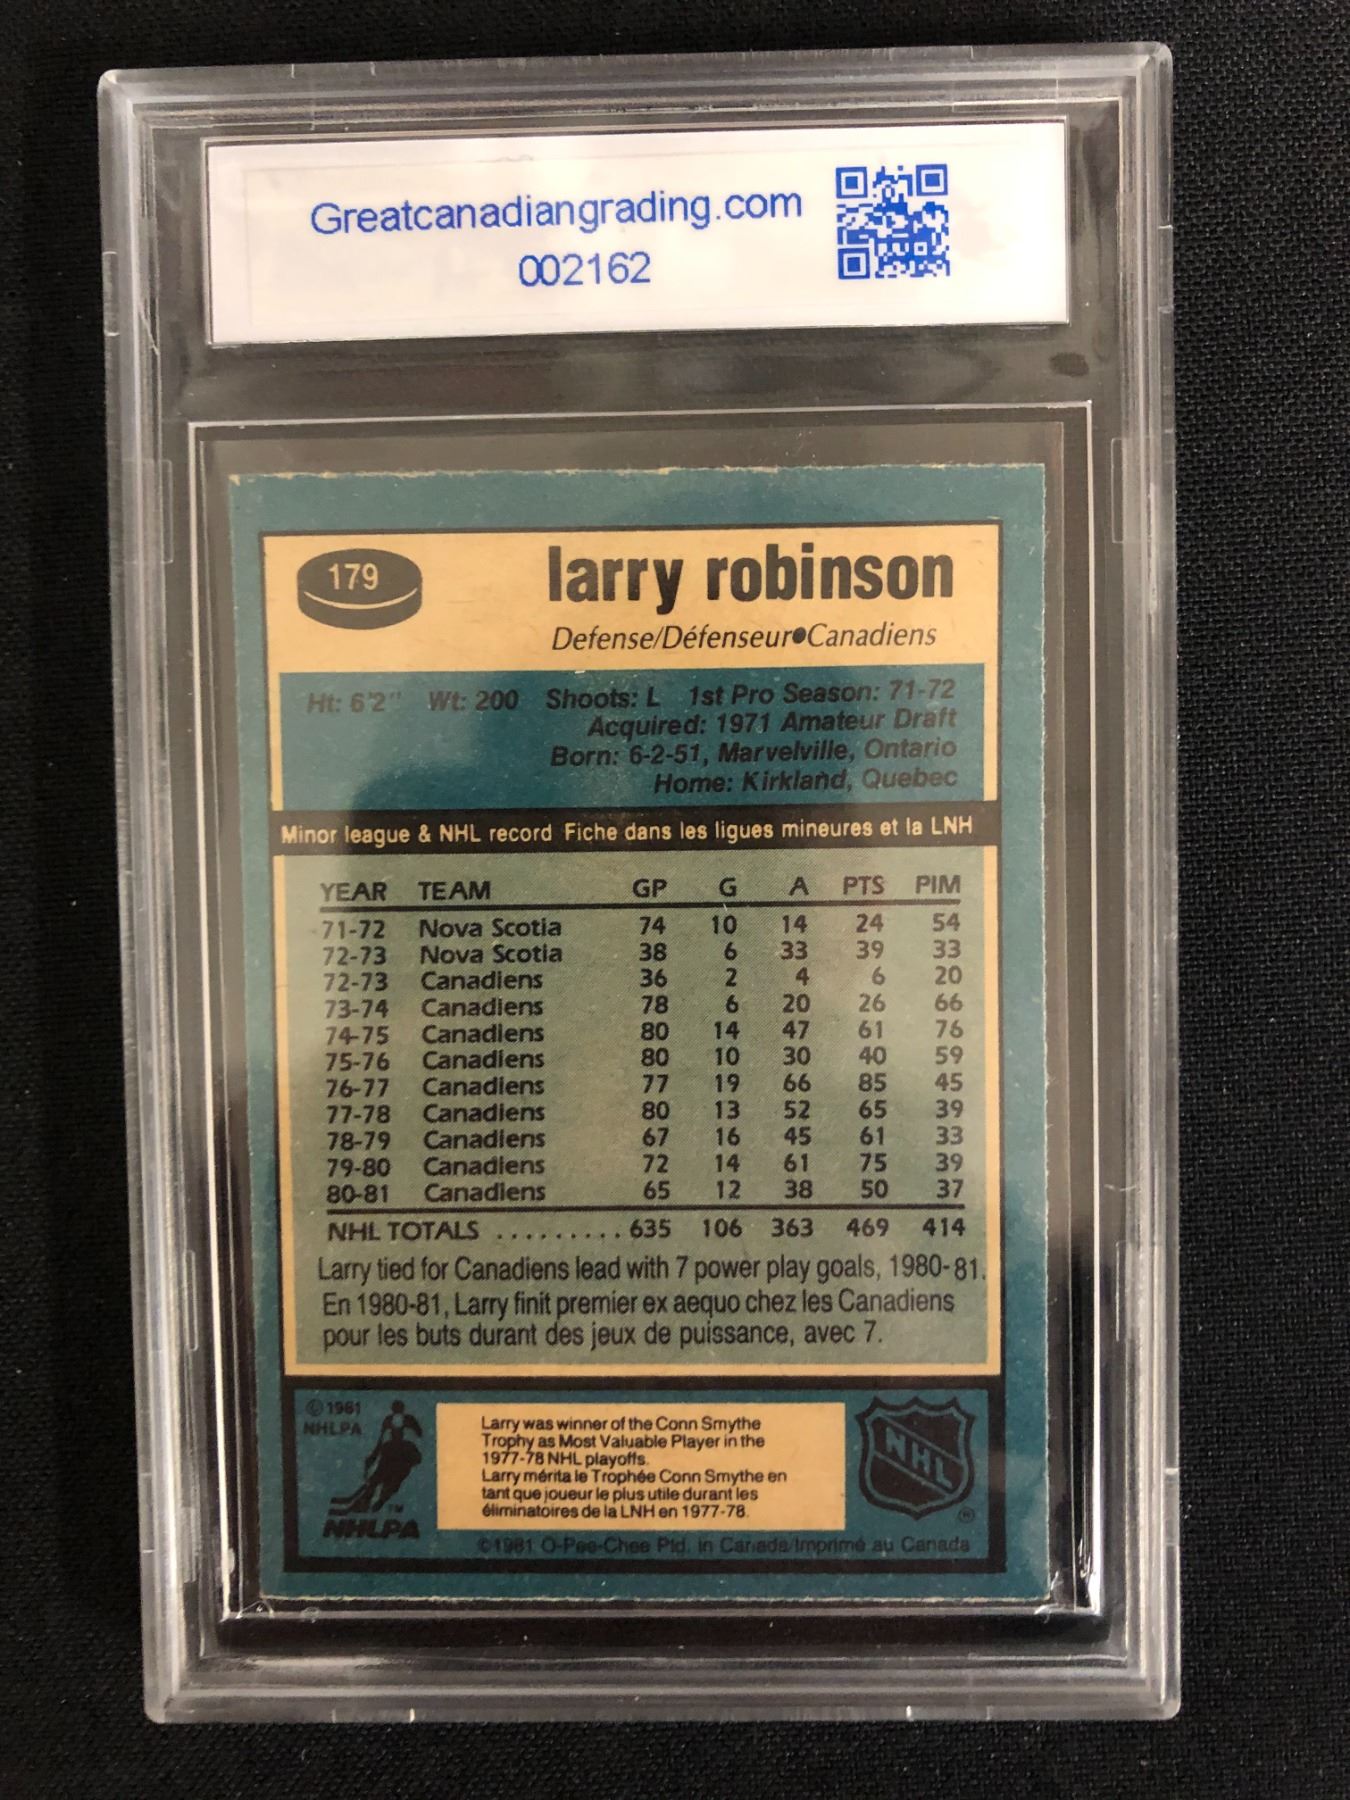 Greatcanadiangrading.com
002162
179
larry robinson
Defense/Défenseur●Canadiens
Ht: 6'2" Wt: 200 Shoots: L 1st Pro Season: 71-72
Acquired: 1971 Amateur Draft
Born: 6-2-51, Marvelville, Ontario
Home: Kirkland, Quebec
Minor league & NHL record Fiche dans les ligues mineures et la LNH
YEAR TEAM GP G A PTS PIM
71-72 Nova Scotia 74 10 14 24 54
72-73 Nova Scotia 38 6 33 39 33
72-73 Canadiens 36 2 4 6 20
73-74 Canadiens 78 6 20 26 66
74-75 Canadiens 80 14 47 61 76
75-76 Canadiens 80 10 30 40 59
76-77 Canadiens 77 19 66 85 45
77-78 Canadiens 80 13 52 65 39
78-79 Canadiens 67 16 45 61 33
79-80 Canadiens 72 14 61 75 39
80-81 Canadiens 65 12 38 50 37
NHL TOTALS ......... 635 106 363 469 414
Larry tied for Canadiens lead with 7 power play goals, 1980-81.
En 1980-81, Larry finit premier ex aequo chez les Canadiens
pour les buts durant des jeux de puissance, avec 7.
© 1981
NHLPA
Larry was winner of the Conn Smythe
Trophy as Most Valuable Player in the
1977-78 NHL playoffs.
Larry mérita le Trophée Conn Smythe en
tant que joueur le plus utile durant les
éliminatoires de la LNH en 1977-78.
NHL
®
TM
NHLPA
©1981 O-Pee-Chee Ptd. in Canada/Imprimé au Canada